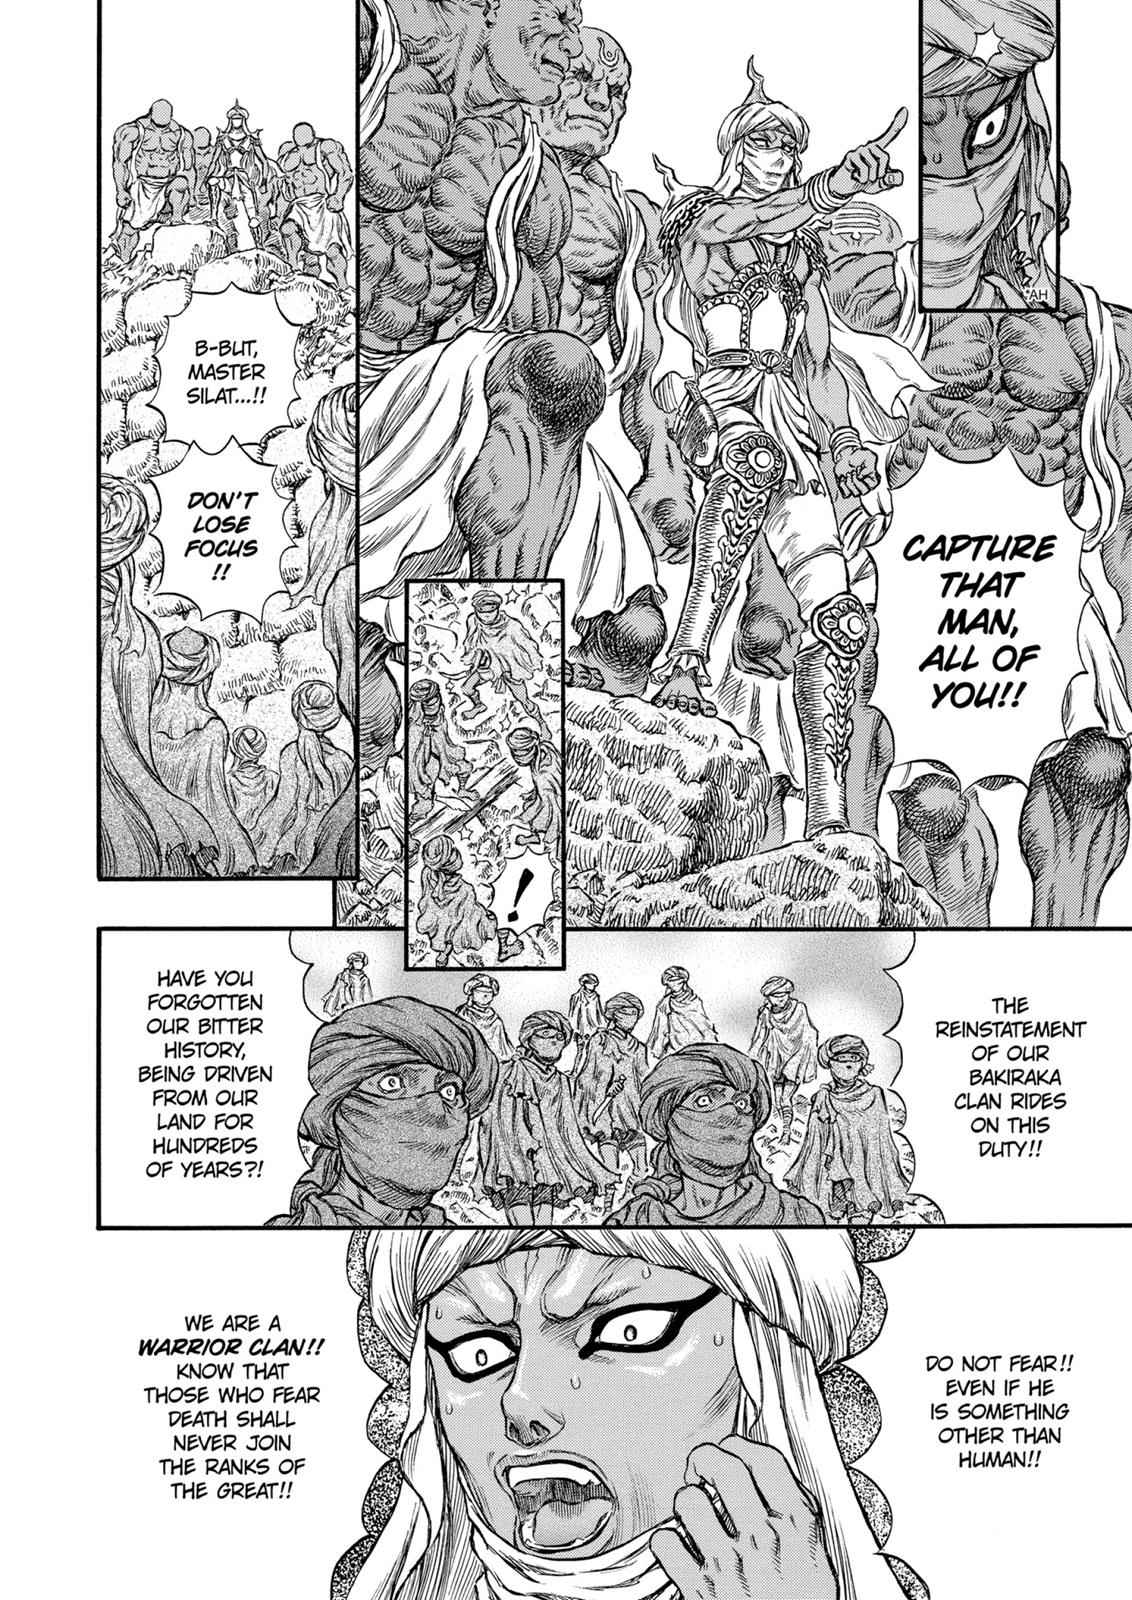 *AH
CAPTURE
THAT
MAN,
ALL OF
YOU!!
!
B-BUT,
MASTER
SILAT...!!
DON'T
LOSE
FOCUS
!!
THE
REINSTATEMENT
OF OUR
BAKIRAKA
CLAN RIDES
ON THIS
DUTY!!
HAVE YOU
FORGOTTEN
OUR BITTER
HISTORY,
BEING DRIVEN
FROM OUR
LAND FOR
HUNDREDS
OF YEARS?!
DO NOT FEAR!!
EVEN IF HE
IS SOMETHING
OTHER THAN
HUMAN!!
WE ARE A
WARRIOR CLAN!!
KNOW THAT
THOSE WHO FEAR
DEATH SHALL
NEVER JOIN
THE RANKS OF
THE GREAT!!